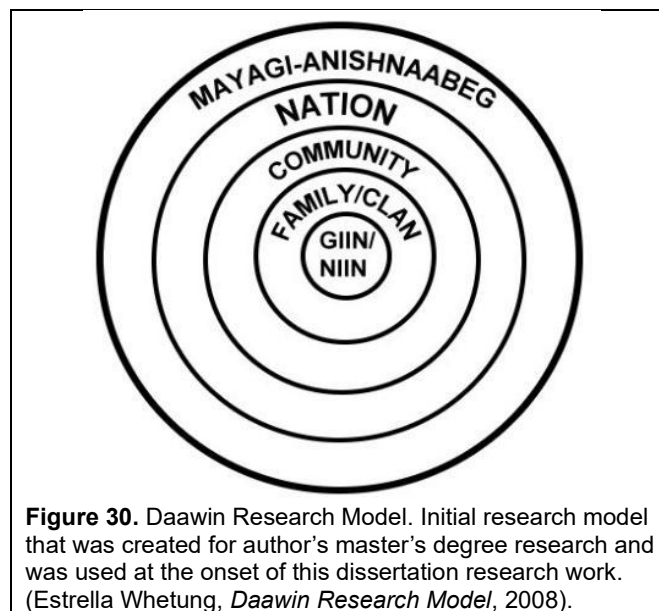 MAYAGI-ANISHNAABEG
NATION
COMMUNITY
FAMILY/CLAN
GIIN/
NIIN
Figure 30. Daawin Research Model. Initial research model
that was created for author’s master’s degree research and
was used at the onset of this dissertation research work.
(Estrella Whetung, Daawin Research Model, 2008).